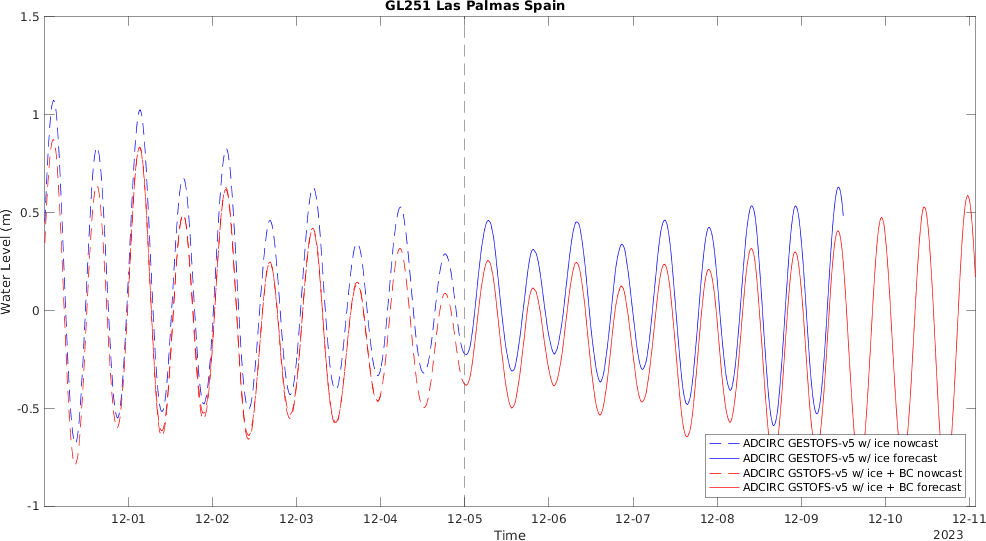 GL251 Las Palmas Spain
1.5
1
0.5
0
-0.5
-1
Water Level (m)
12-01
12-02
12-03
12-04
12-05
12-06
12-07
12-08
12-09
12-10
12-11
Time
2023
ADCIRC GESTOFS-v5 w/ ice nowcast
ADCIRC GESTOFS-v5 w/ ice forecast
ADCIRC GSTOFS-v5 w/ ice + BC nowcast
ADCIRC GSTOFS-v5 w/ ice + BC forecast